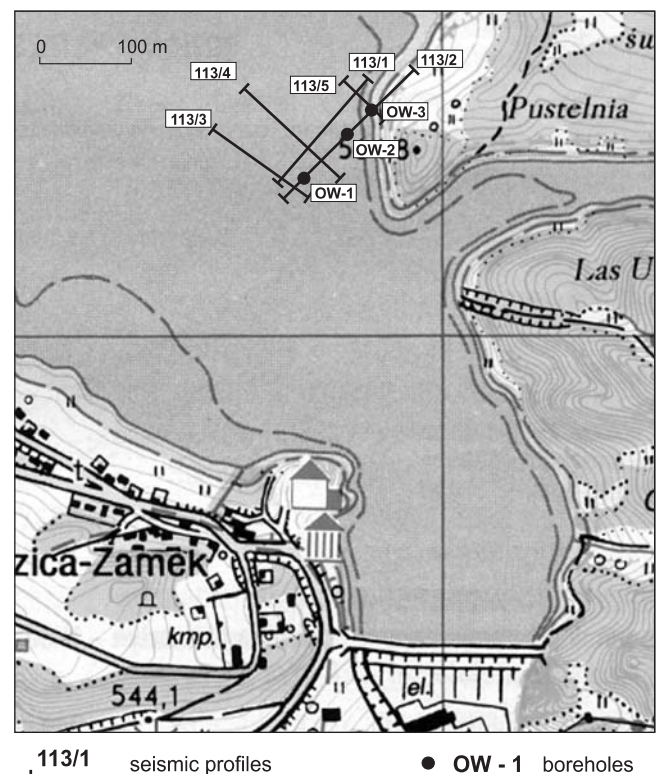 św
0 100 m
113/1
113/2
113/4
113/5
OW-3
Pustelnia
113/3
OW-2
OW-1
Las U
zica-Zamek
kmp.
544,1
el.
113/1 seismic profiles
OW - 1 boreholes